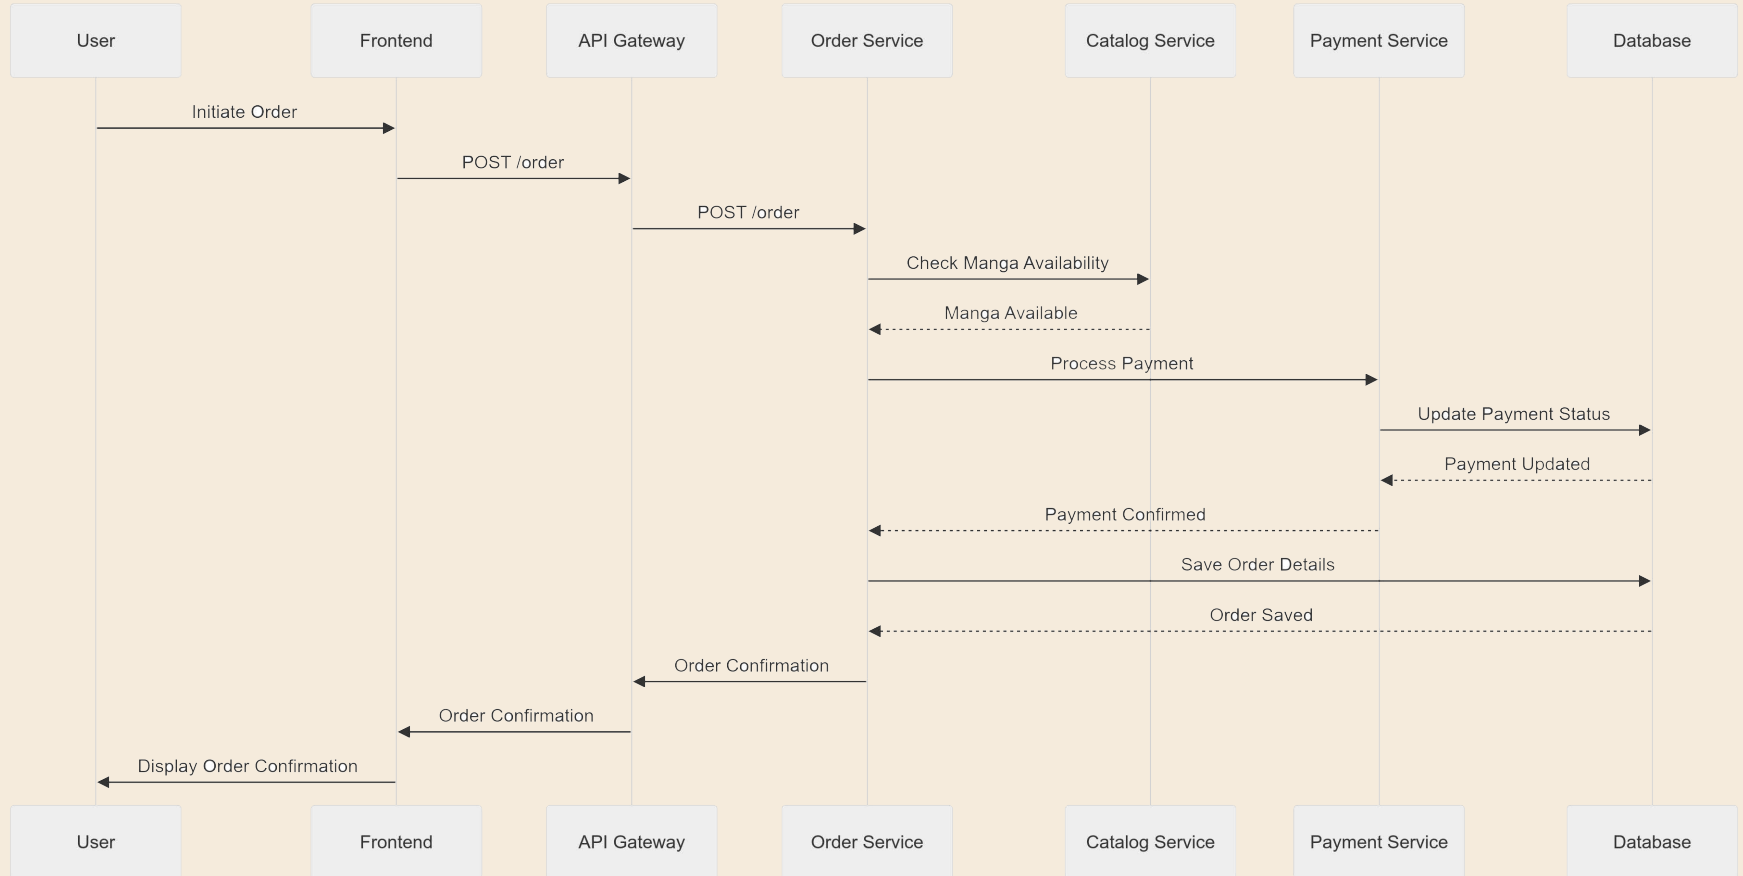 User
Frontend
API Gateway
Order Service
Catalog Service
Payment Service
Database
Initiate Order
POST /order
POST /order
Check Manga Availability
Manga Available
Process Payment
Update Payment Status
Payment Updated
Payment Confirmed
Save Order Details
Order Saved
Order Confirmation
Order Confirmation
Display Order Confirmation
User
Frontend
API Gateway
Order Service
Catalog Service
Payment Service
Database